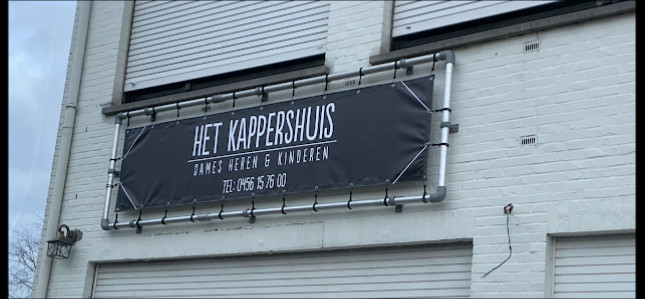 HET KAPPERSHUIS
DAMES HEREN & KINDEREN
TEL: 0456 15 76 00